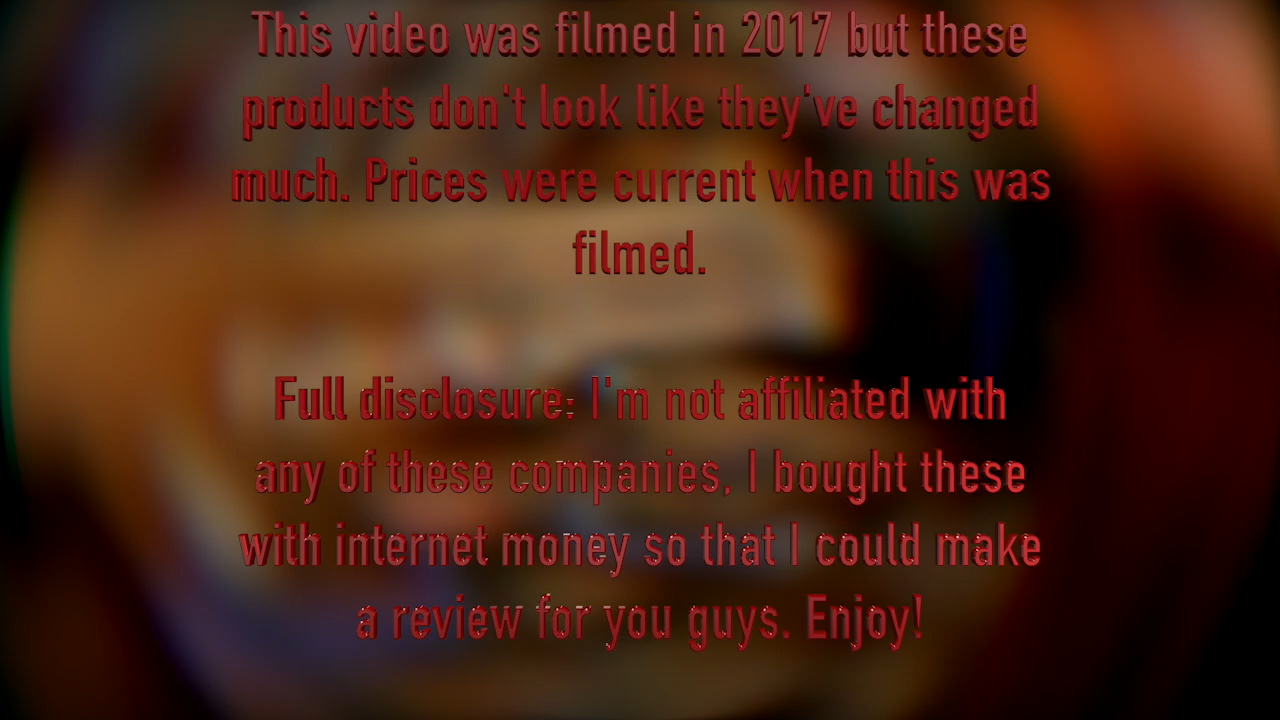 This video was filmed in 2017 but these
products don't look like they've changed
much. Prices were current when this was
filmed.
Full disclosure: I'm not affiliated with
any of these companies, I bought these
with internet money so that I could make
a review for you guys. Enjoy!